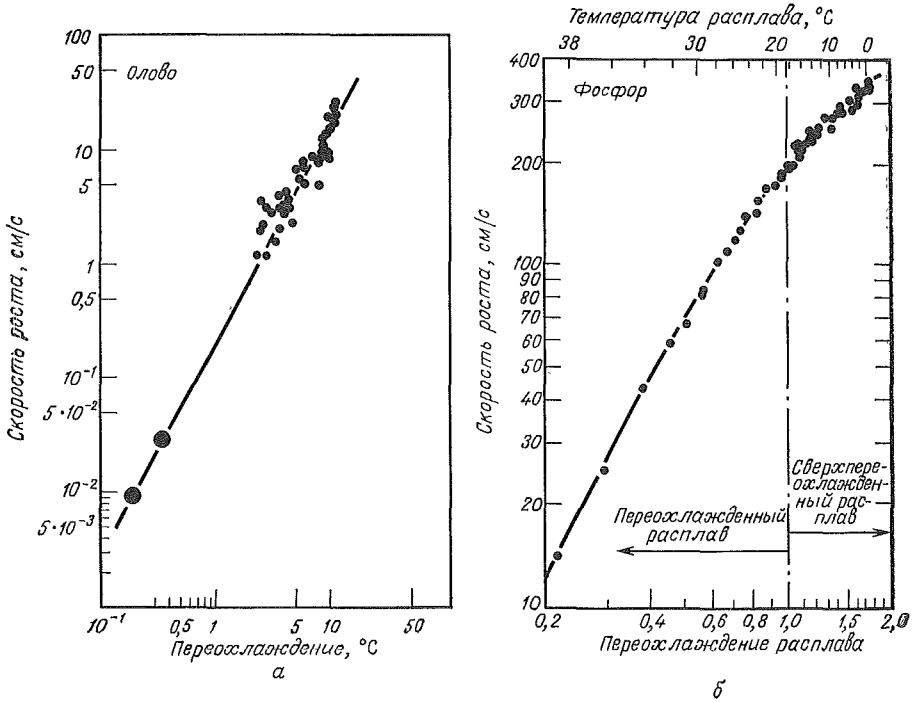 100
50
10
5
1
0,5
10⁻¹
5·10⁻²
10⁻²
5·10⁻³
Скорость роста, см/с
Олово
10⁻¹ 0,5 1 5 10 50
Переохлаждение, °С
а
Температура расплава, °С
38 30 20 10 0
400
300
200
100
90
80
70
60
50
40
30
20
10
Скорость роста, см/с
Фосфор
Переохлажденный
расплав
Сверхпере-
охлажден-
ный рас-
плав
0,2 0,4 0,6 0,8 1,0 1,5 2,0
Переохлаждение расплава
б